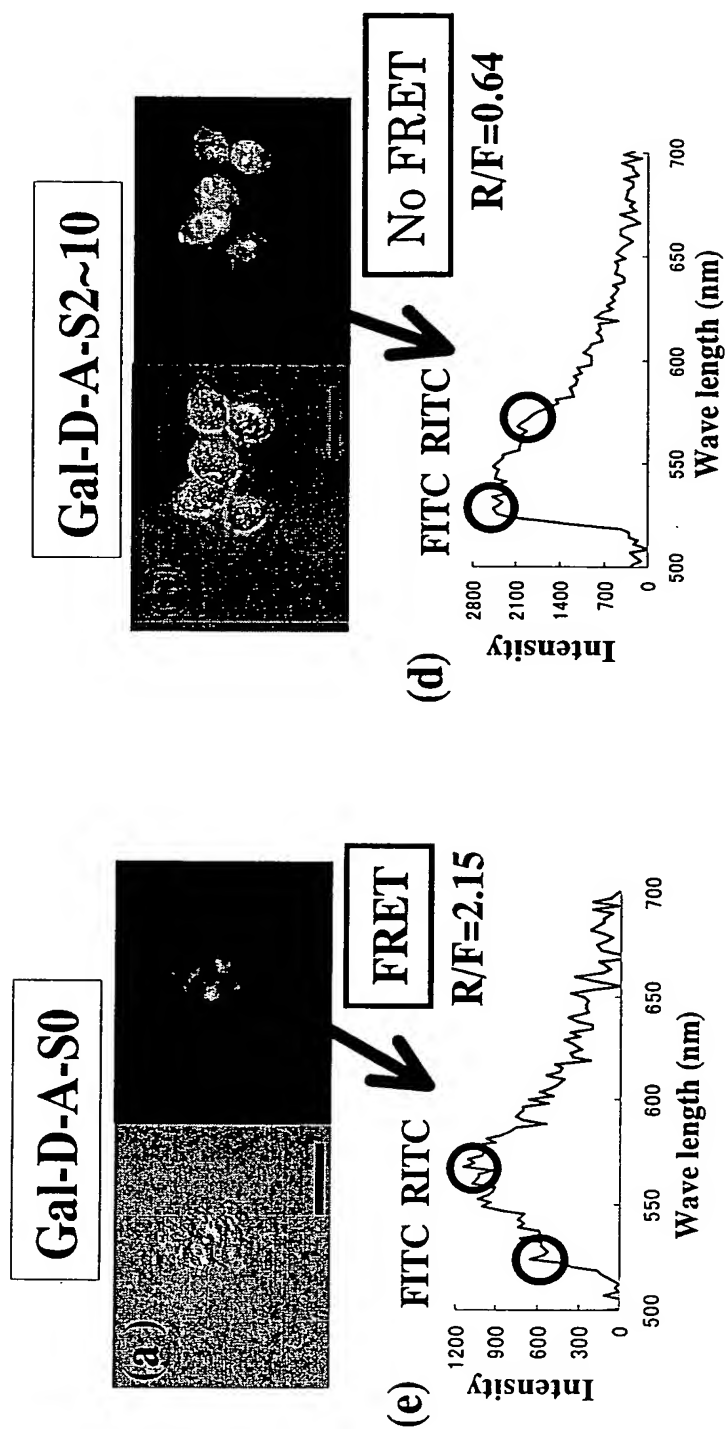 Gal-D-A-S0
(a)
FRET
R/F=2.15
(e)
FITC RITC
Intensity
1200
900
600
300
0
500
550
600
650
700
Wave length (nm)
Gal-D-A-S2~10
No FRET
R/F=0.64
(d)
FITC RITC
Intensity
2800
2100
1400
700
0
500
550
600
650
700
Wave length (nm)